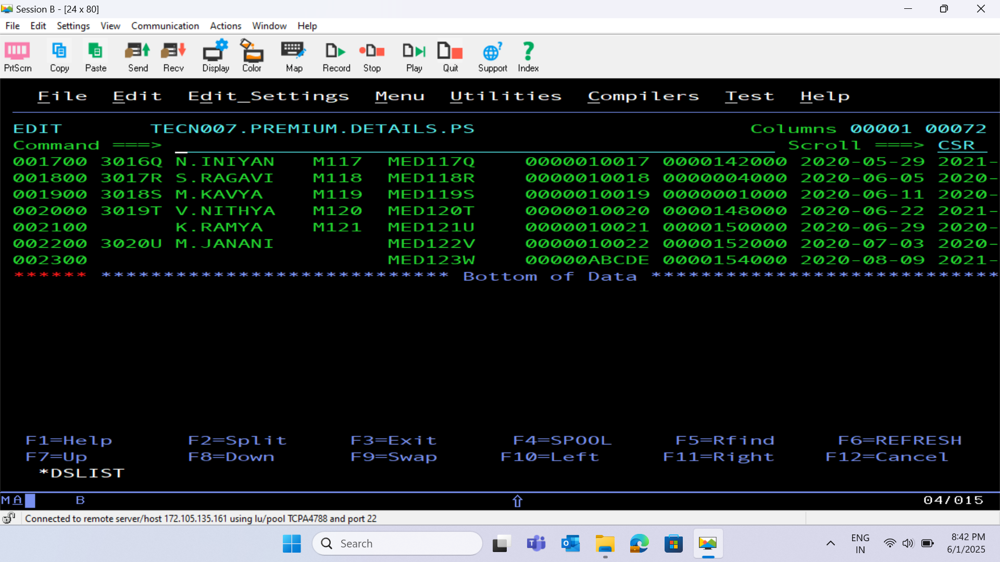 Session B - [24 x 80]
File Edit Settings View Communication Actions Window Help
PrtScrn Copy Paste Send Recv Display Color Map Record Stop Play Quit Support Index
File Edit Edit_Settings Menu Utilities Compilers Test Help
EDIT TECN007.PREMIUM.DETAILS.PS Columns 00001 00072
Command ===> Scroll ===> CSR
001700 3016Q N.INIYAN M117 MED117Q 0000010017 0000142000 2020-05-29 2021-
001800 3017R S.RAGAVI M118 MED118R 0000010018 0000004000 2020-06-05 2020-
001900 3018S M.KAVYA M119 MED119S 0000010019 0000001000 2020-06-11 2020-
002000 3019T V.NITHYA M120 MED120T 0000010020 0000148000 2020-06-22 2021-
002100 K.RAMYA M121 MED121U 0000010021 0000150000 2020-06-29 2020-
002200 3020U M.JANANI MED122V 0000010022 0000152000 2020-07-03 2020-
002300 MED123W 00000ABCDE 0000154000 2020-08-09 2021-
****** **************************** Bottom of Data ****************************
F1=Help F2=Split F3=Exit F4=SPOOL F5=Rfind F6=REFRESH
F7=Up F8=Down F9=Swap F10=Left F11=Right F12=Cancel
*DSLIST
MA B 04/015
Connected to remote server/host 172.105.135.161 using lu/pool TCPA4788 and port 22
Search
ENG
IN
8:42 PM
6/1/2025